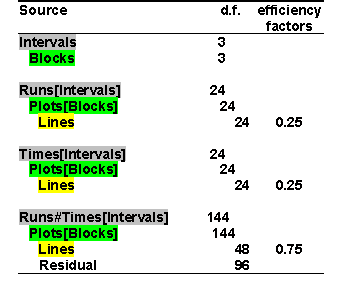 Source d.f. efficiency factors
Intervals 3
Blocks 3
Runs[Intervals] 24
Plots[Blocks] 24
Lines 24 0.25
Times[Intervals] 24
Plots[Blocks] 24
Lines 24 0.25
Runs#Times[Intervals] 144
Plots[Blocks] 144
Lines 48 0.75
Residual 96